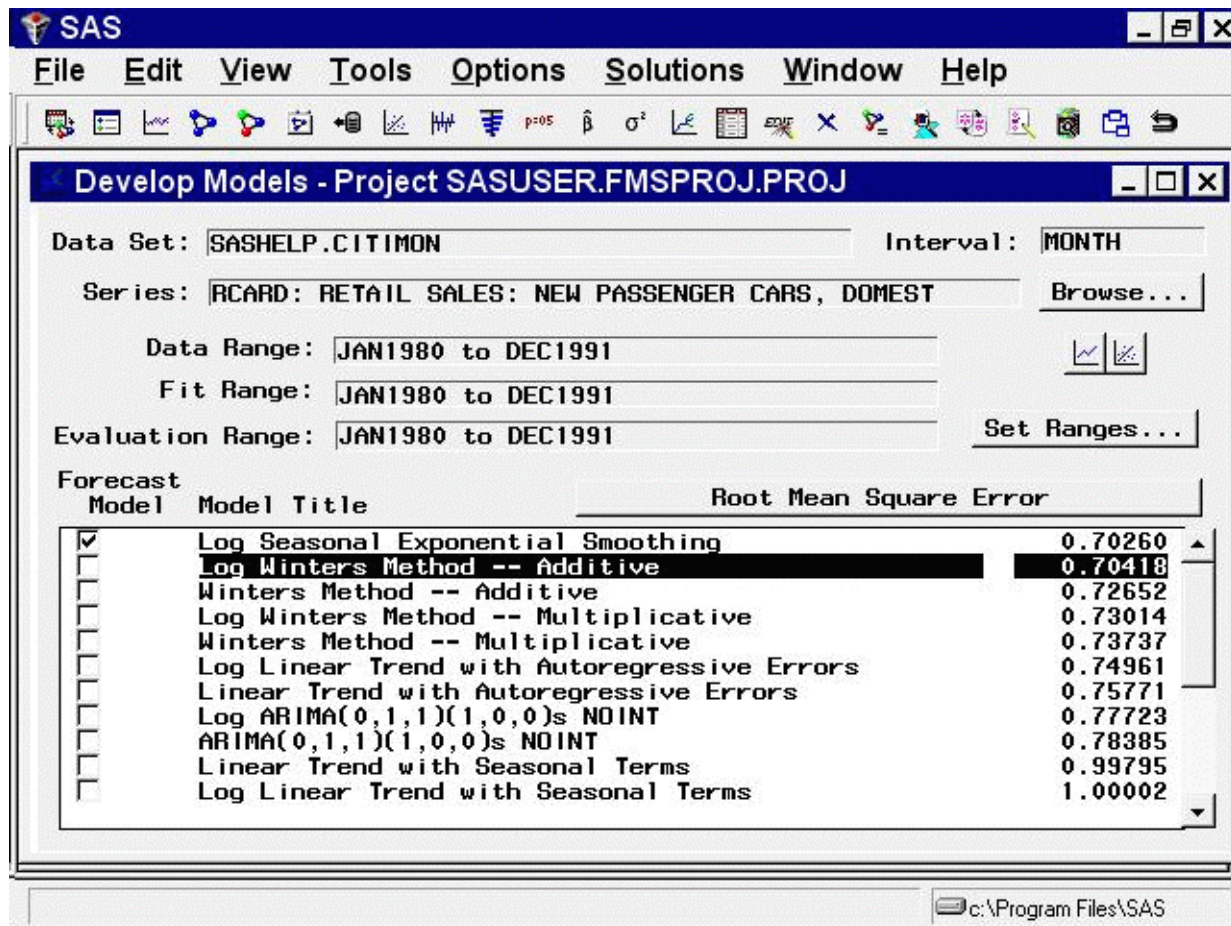 SAS
File Edit View Tools Options Solutions Window Help
p=05 β̂ σ² EDIT
Develop Models - Project SASUSER.FMSPROJ.PROJ
Data Set: SASHELP.CITIMON Interval: MONTH
Series: RCARD: RETAIL SALES: NEW PASSENGER CARS, DOMEST Browse...
Data Range: JAN1980 to DEC1991
Fit Range: JAN1980 to DEC1991
Evaluation Range: JAN1980 to DEC1991 Set Ranges...
Forecast
Model Model Title Root Mean Square Error
Log Seasonal Exponential Smoothing 0.70260
Log Winters Method -- Additive 0.70418
Winters Method -- Additive 0.72652
Log Winters Method -- Multiplicative 0.73014
Winters Method -- Multiplicative 0.73737
Log Linear Trend with Autoregressive Errors 0.74961
Linear Trend with Autoregressive Errors 0.75771
Log ARIMA(0,1,1)(1,0,0)s NOINT 0.77723
ARIMA(0,1,1)(1,0,0)s NOINT 0.78385
Linear Trend with Seasonal Terms 0.99795
Log Linear Trend with Seasonal Terms 1.00002
c:\Program Files\SAS